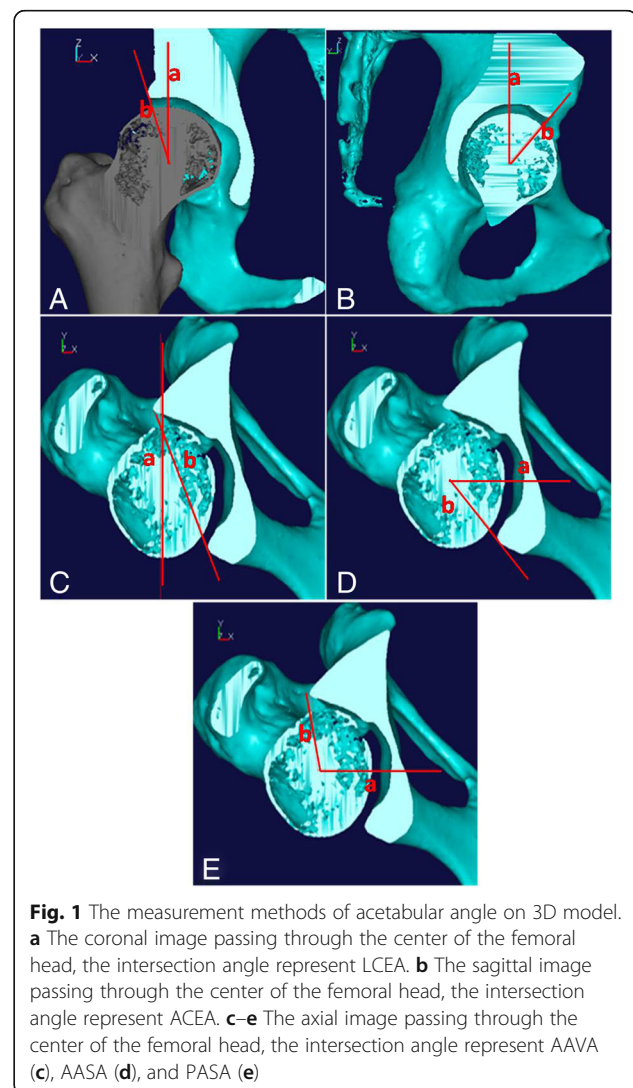 Z
X
a
b
A
Z
Y
a
b
B
Y
Z X
a
b
C
Y
Z X
a
b
D
Y
Z X
b
a
E
Fig. 1 The measurement methods of acetabular angle on 3D model.
a The coronal image passing through the center of the femoral
head, the intersection angle represent LCEA. b The sagittal image
passing through the center of the femoral head, the intersection
angle represent ACEA. c–e The axial image passing through the
center of the femoral head, the intersection angle represent AAVA
(c), AASA (d), and PASA (e)